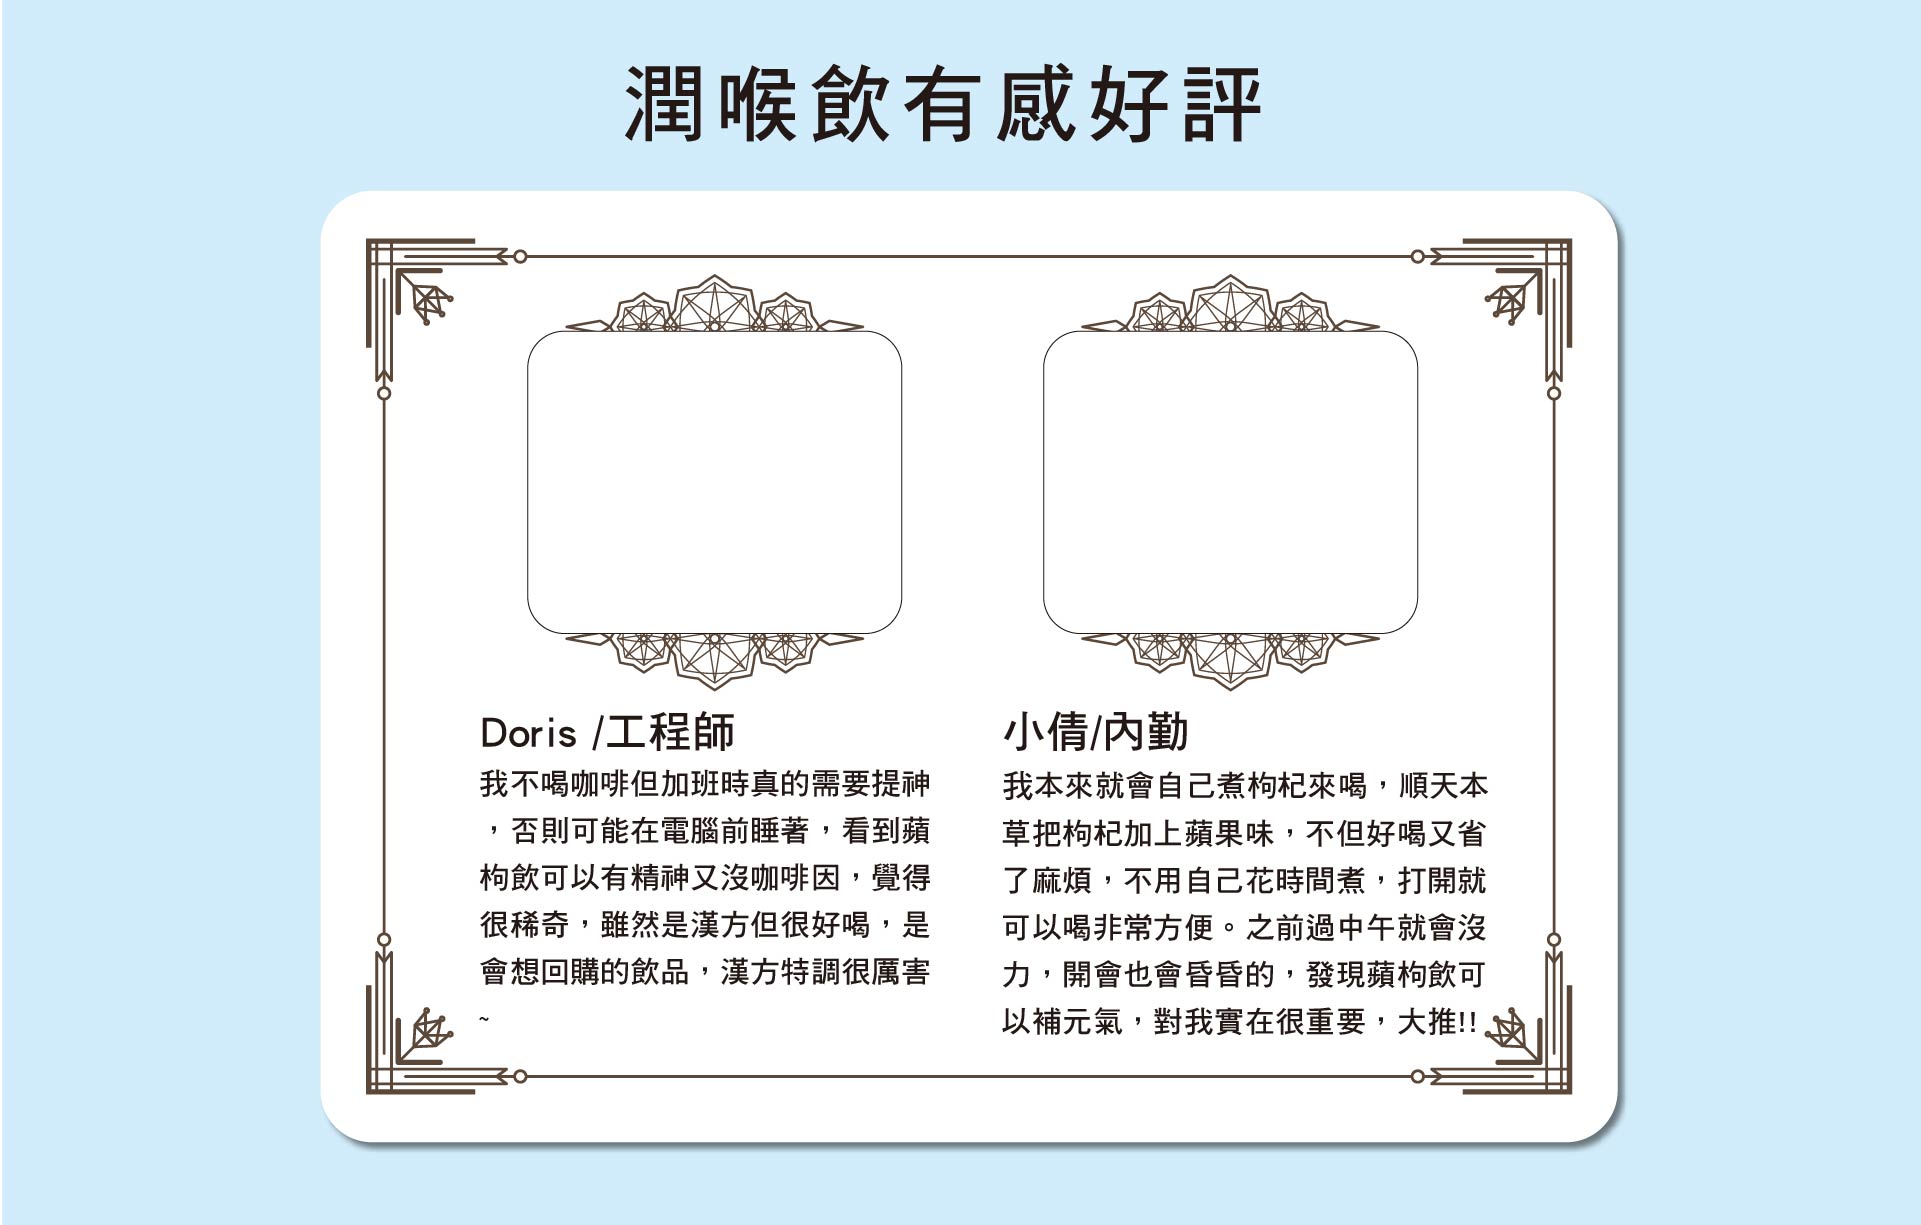 潤喉飲有感好評
Doris /工程師
我不喝咖啡但加班時真的需要提神
，否則可能在電腦前睡著，看到蘋
枸飲可以有精神又沒咖啡因，覺得
很稀奇，雖然是漢方但很好喝，是
會想回購的飲品，漢方特調很厲害
~
小倩/內勤
我本來就會自己煮枸杞來喝，順天本
草把枸杞加上蘋果味，不但好喝又省
了麻煩，不用自己花時間煮，打開就
可以喝非常方便。之前過中午就會沒
力，開會也會昏昏的，發現蘋枸飲可
以補元氣，對我實在很重要，大推!!